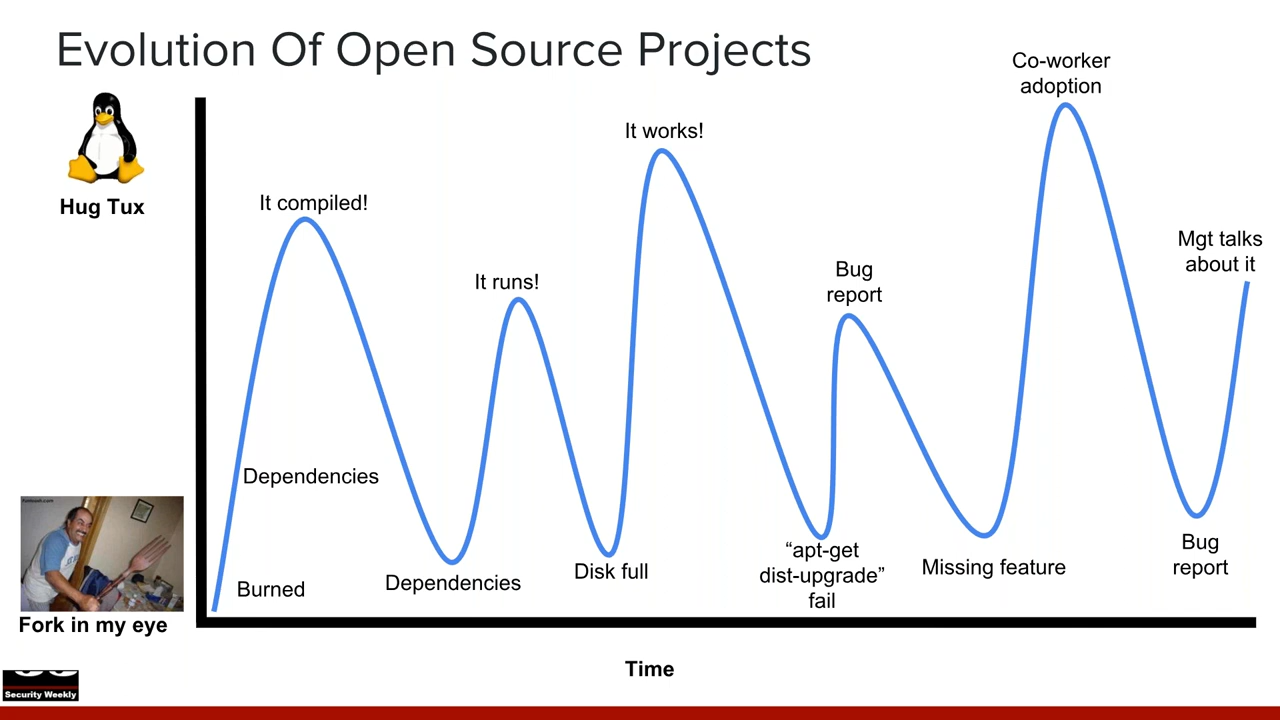 Evolution Of Open Source Projects
Hug Tux
It compiled!
It runs!
It works!
Bug
report
Co-worker
adoption
Mgt talks
about it
Dependencies
Burned
Dependencies
Disk full
“apt-get
dist-upgrade”
fail
Missing feature
Bug
report
Fork in my eye
Time
Security Weekly